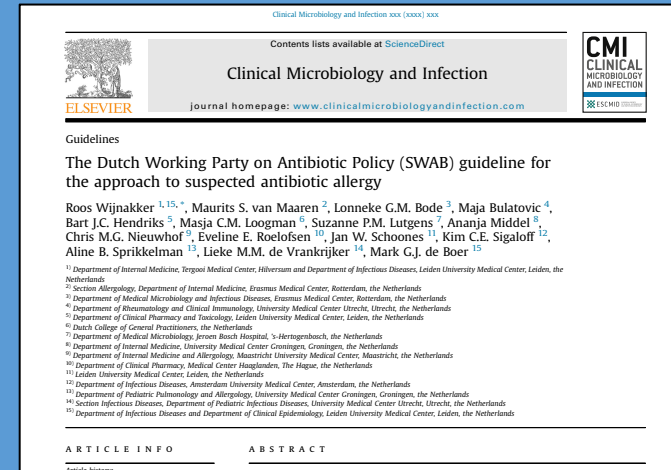 Clinical Microbiology and Infection xxx (xxxx) xxx
Contents lists available at ScienceDirect
Clinical Microbiology and Infection
journal homepage: www.clinicalmicrobiologyandinfection.com
ELSEVIER
CMI
CLINICAL
MICROBIOLOGY
AND INFECTION
ESCMID
Guidelines
The Dutch Working Party on Antibiotic Policy (SWAB) guideline for
the approach to suspected antibiotic allergy
Roos Wijnakker 1, 15, *, Maurits S. van Maaren 2, Lonneke G.M. Bode 3, Maja Bulatovic 4,
Bart J.C. Hendriks 5, Masja C.M. Loogman 6, Suzanne P.M. Lutgens 7, Ananja Middel 8,
Chris M.G. Nieuwhof 9, Eveline E. Roelofsen 10, Jan W. Schoones 11, Kim C.E. Sigaloff 12,
Aline B. Sprikkelman 13, Lieke M.M. de Vrankrijker 14, Mark G.J. de Boer 15
1) Department of Internal Medicine, Tergooi Medical Center, Hilversum and Department of Infectious Diseases, Leiden University Medical Center, Leiden, the
Netherlands
2) Section Allergology, Department of Internal Medicine, Erasmus Medical Center, Rotterdam, the Netherlands
3) Department of Medical Microbiology and Infectious Diseases, Erasmus Medical Center, Rotterdam, the Netherlands
4) Department of Rheumatology and Clinical Immunology, University Medical Center Utrecht, Utrecht, the Netherlands
5) Department of Clinical Pharmacy and Toxicology, Leiden University Medical Center, Leiden, the Netherlands
6) Dutch College of General Practitioners, the Netherlands
7) Department of Medical Microbiology, Jeroen Bosch Hospital, 's-Hertogenbosch, the Netherlands
8) Department of Internal Medicine, University Medical Center Groningen, Groningen, the Netherlands
9) Department of Internal Medicine and Allergology, Maastricht University Medical Center, Maastricht, the Netherlands
10) Department of Clinical Pharmacy, Medical Center Haaglanden, The Hague, the Netherlands
11) Leiden University Medical Center, Leiden, the Netherlands
12) Department of Infectious Diseases, Amsterdam University Medical Center, Amsterdam, the Netherlands
13) Department of Pediatric Pulmonology and Allergology, University Medical Center Groningen, Groningen, the Netherlands
14) Section Infectious Diseases, Department of Pediatric Infectious Diseases, University Medical Center Utrecht, Utrecht, the Netherlands
15) Department of Infectious Diseases and Department of Clinical Epidemiology, Leiden University Medical Center, Leiden, the Netherlands
ARTICLE INFO
ABSTRACT